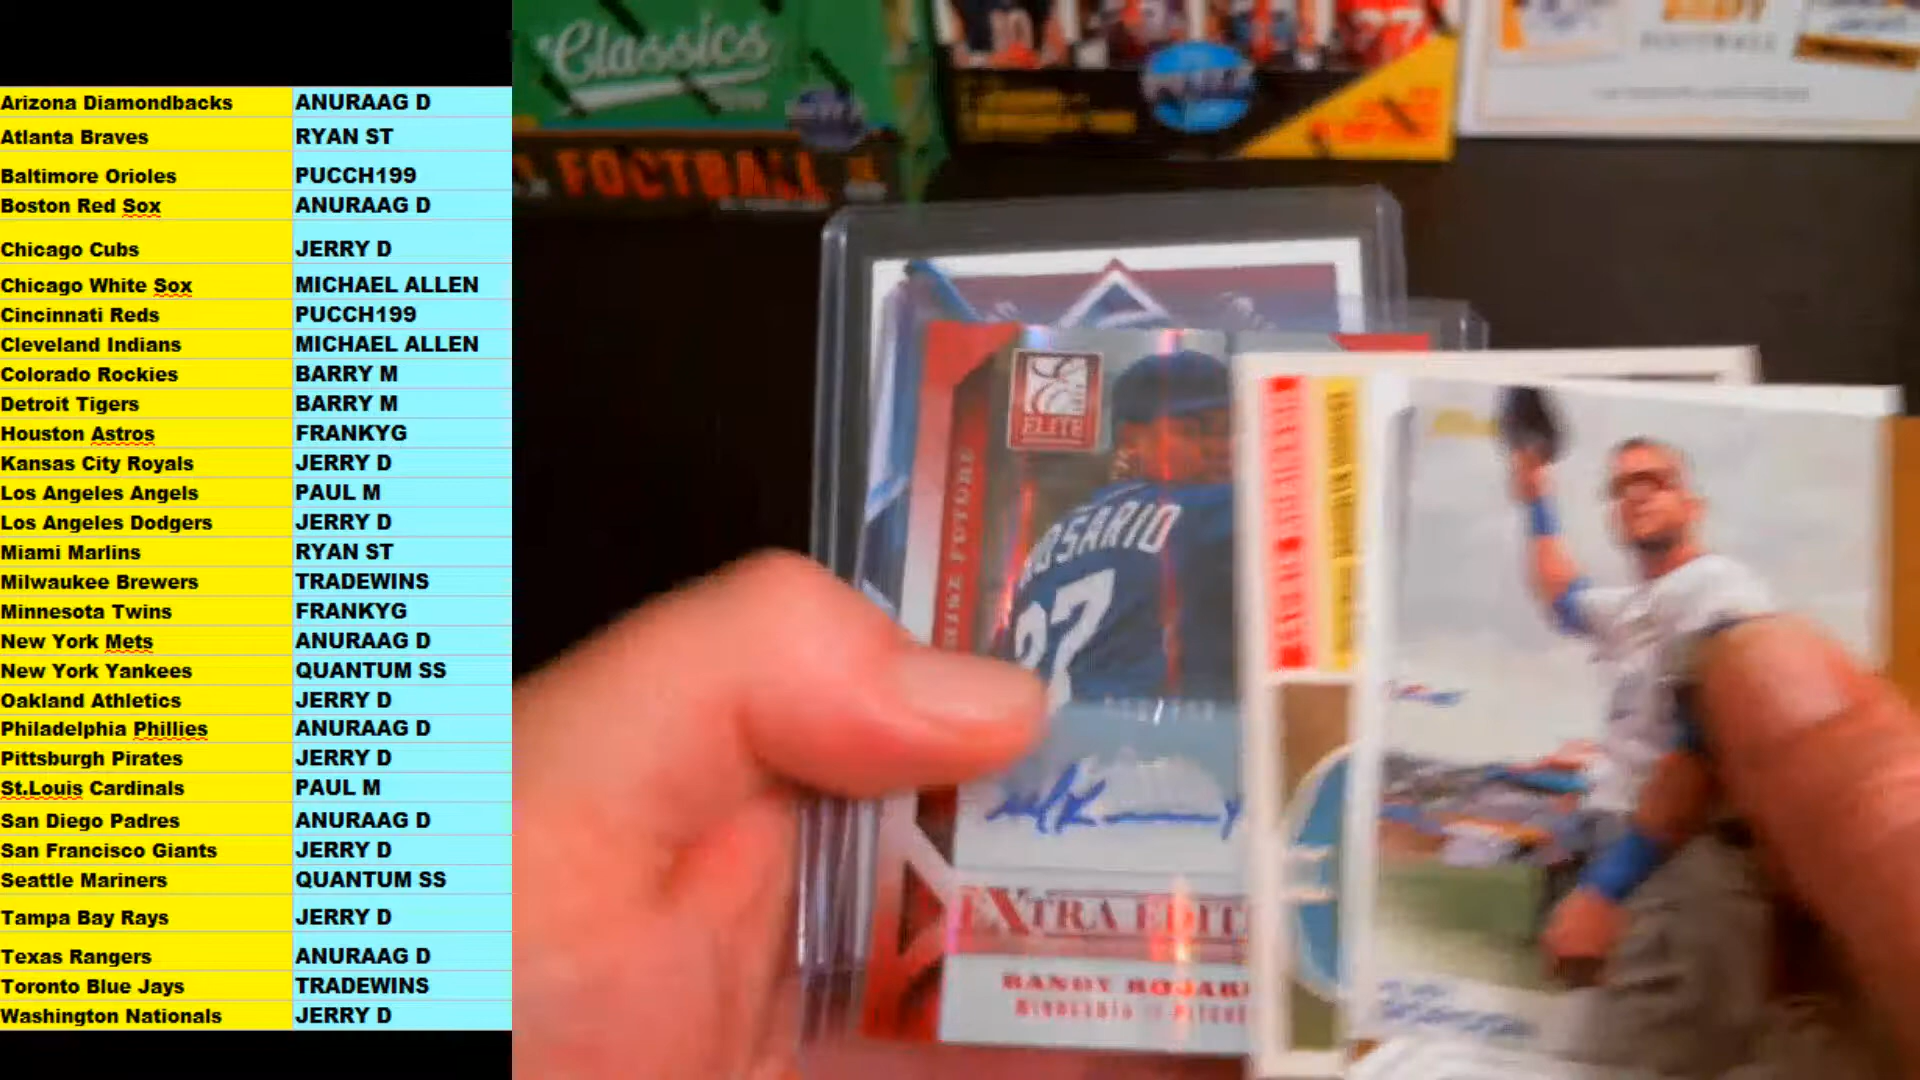 Arizona Diamondbacks ANURAAG D
Atlanta Braves RYAN ST
Baltimore Orioles PUCCH199
Boston Red Sox ANURAAG D
Chicago Cubs JERRY D
Chicago White Sox MICHAEL ALLEN
Cincinnati Reds PUCCH199
Cleveland Indians MICHAEL ALLEN
Colorado Rockies BARRY M
Detroit Tigers BARRY M
Houston Astros FRANKYG
Kansas City Royals JERRY D
Los Angeles Angels PAUL M
Los Angeles Dodgers JERRY D
Miami Marlins RYAN ST
Milwaukee Brewers TRADEWINS
Minnesota Twins FRANKYG
New York Mets ANURAAG D
New York Yankees QUANTUM SS
Oakland Athletics JERRY D
Philadelphia Phillies ANURAAG D
Pittsburgh Pirates JERRY D
St.Louis Cardinals PAUL M
San Diego Padres ANURAAG D
San Francisco Giants JERRY D
Seattle Mariners QUANTUM SS
Tampa Bay Rays JERRY D
Texas Rangers ANURAAG D
Toronto Blue Jays TRADEWINS
Washington Nationals JERRY D
Classics
FOOTBALL
ELITE
FUTURE
ROSARIO
37
EXTRA
RANDY